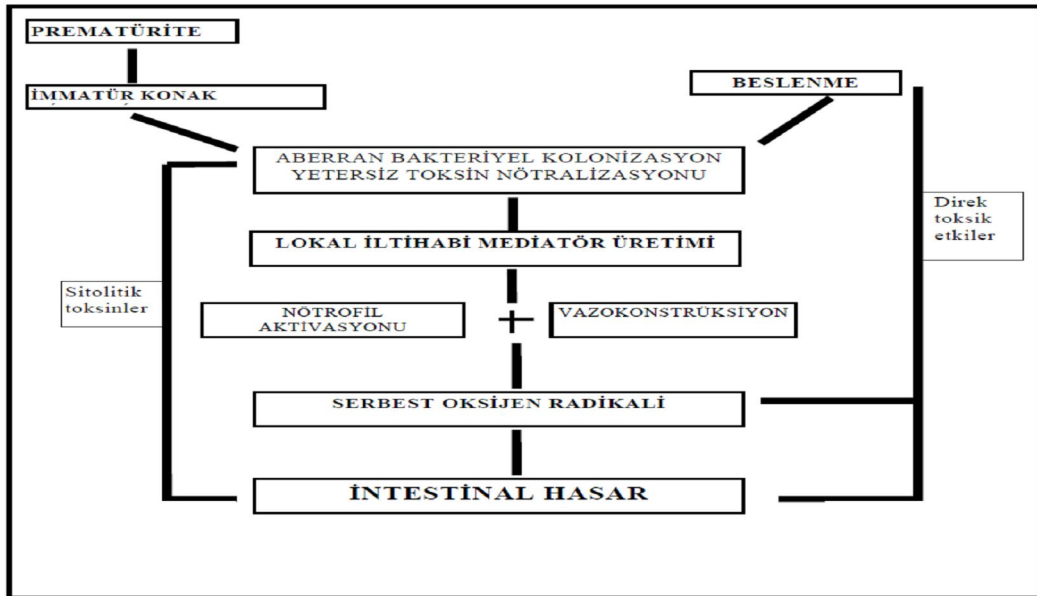 PREMATÜRİTE
İMMATÜR KONAK
BESLENME
ABERRAN BAKTERİYEL KOLONİZASYON
YETERSİZ TOKSİN NÖTRALİZASYONU
Direk
toksik
etkiler
LOKAL İLTİHABİ MEDİATÖR ÜRETİMİ
Sitolitik
toksinler
NÖTROFİL
AKTİVASYONU
+
VAZOKONSTRÜKSİYON
SERBEST OKSİJEN RADİKALİ
İNTESTİNAL HASAR